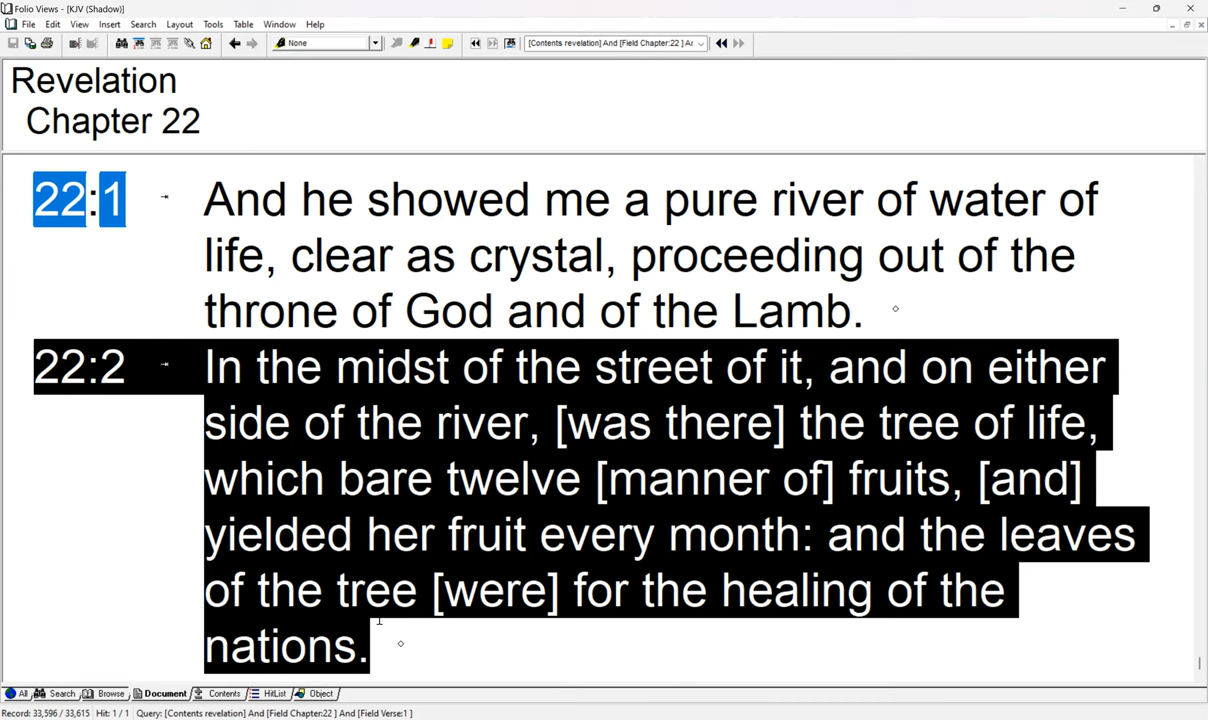 Folio Views - [KJV (Shadow)]
File Edit View Insert Search Layout Tools Table Window Help
None [Contents revelation] And [Field Chapter:22 ] Ar
Revelation
Chapter 22
22:1 And he showed me a pure river of water of
life, clear as crystal, proceeding out of the
throne of God and of the Lamb.
22:2 In the midst of the street of it, and on either
side of the river, [was there] the tree of life,
which bare twelve [manner of] fruits, [and]
yielded her fruit every month: and the leaves
of the tree [were] for the healing of the
nations.
All Search Browse Document Contents HitList Object
Record: 33,596 / 33,615 Hit: 1 / 1 Query: [Contents revelation] And [Field Chapter:22 ] And [Field Verse:1 ]